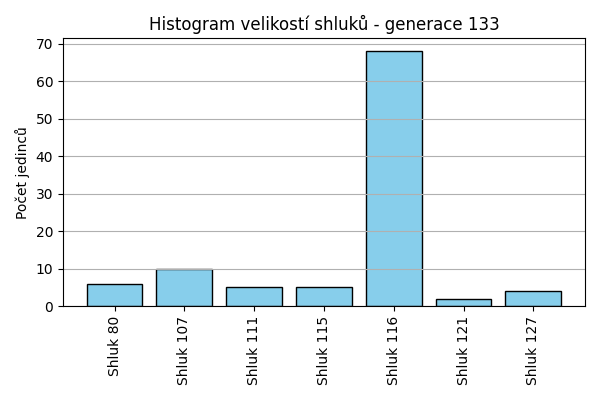 Histogram velikostí shluků - generace 133
Počet jedinců
70
60
50
40
30
20
10
0
Shluk 80
Shluk 107
Shluk 111
Shluk 115
Shluk 116
Shluk 121
Shluk 127